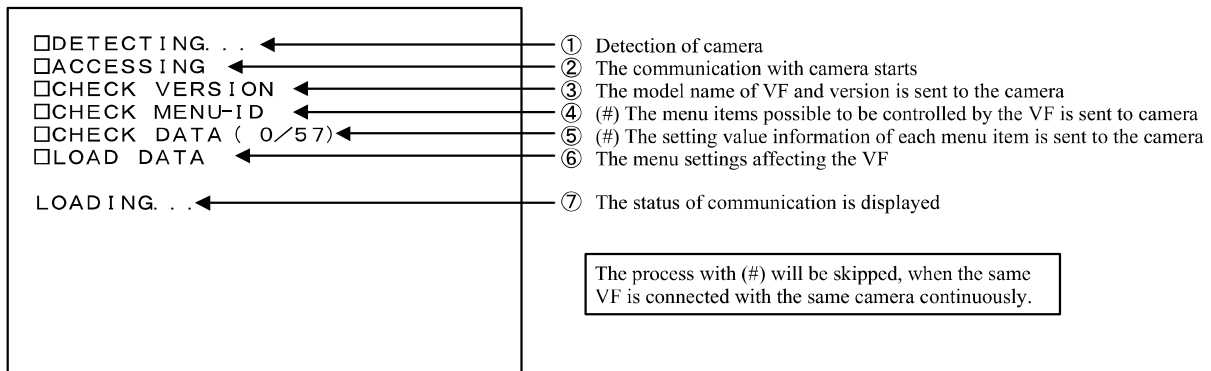 □DETECTING...
① Detection of camera
□ACCESSING
② The communication with camera starts
□CHECK VERSION
③ The model name of VF and version is sent to the camera
□CHECK MENU-ID
④ (#) The menu items possible to be controlled by the VF is sent to camera
□CHECK DATA ( 0/57)
⑤ (#) The setting value information of each menu item is sent to the camera
□LOAD DATA
⑥ The menu settings affecting the VF
LOADING...
⑦ The status of communication is displayed
The process with (#) will be skipped, when the same
VF is connected with the same camera continuously.